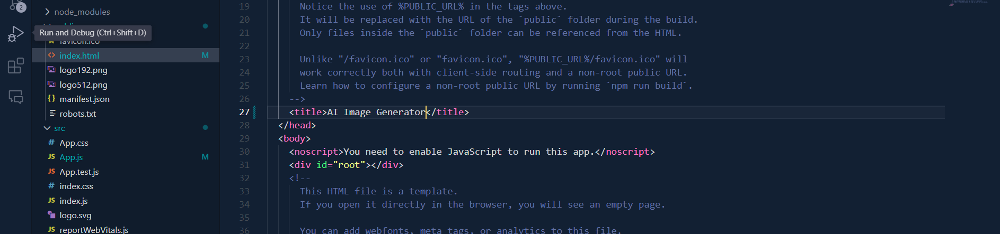 2
node_modules
Run and Debug (Ctrl+Shift+D)
favicon.ico
index.html M
logo192.png
logo512.png
manifest.json
robots.txt
src
App.css
App.js M
App.test.js
index.css
index.js
logo.svg
reportWebVitals.js
19 Notice the use of %PUBLIC_URL% in the tags above.
20 It will be replaced with the URL of the `public` folder during the build.
21 Only files inside the `public` folder can be referenced from the HTML.
22
23 Unlike "/favicon.ico" or "favicon.ico", "%PUBLIC_URL%/favicon.ico" will
24 work correctly both with client-side routing and a non-root public URL.
25 Learn how to configure a non-root public URL by running `npm run build`.
26 -->
27 <title>AI Image Generator</title>
28 </head>
29 <body>
30 <noscript>You need to enable JavaScript to run this app.</noscript>
31 <div id="root"></div>
32 <!--
33 This HTML file is a template.
34 If you open it directly in the browser, you will see an empty page.
35
36 You can add webfonts, meta tags, or analytics to this file.